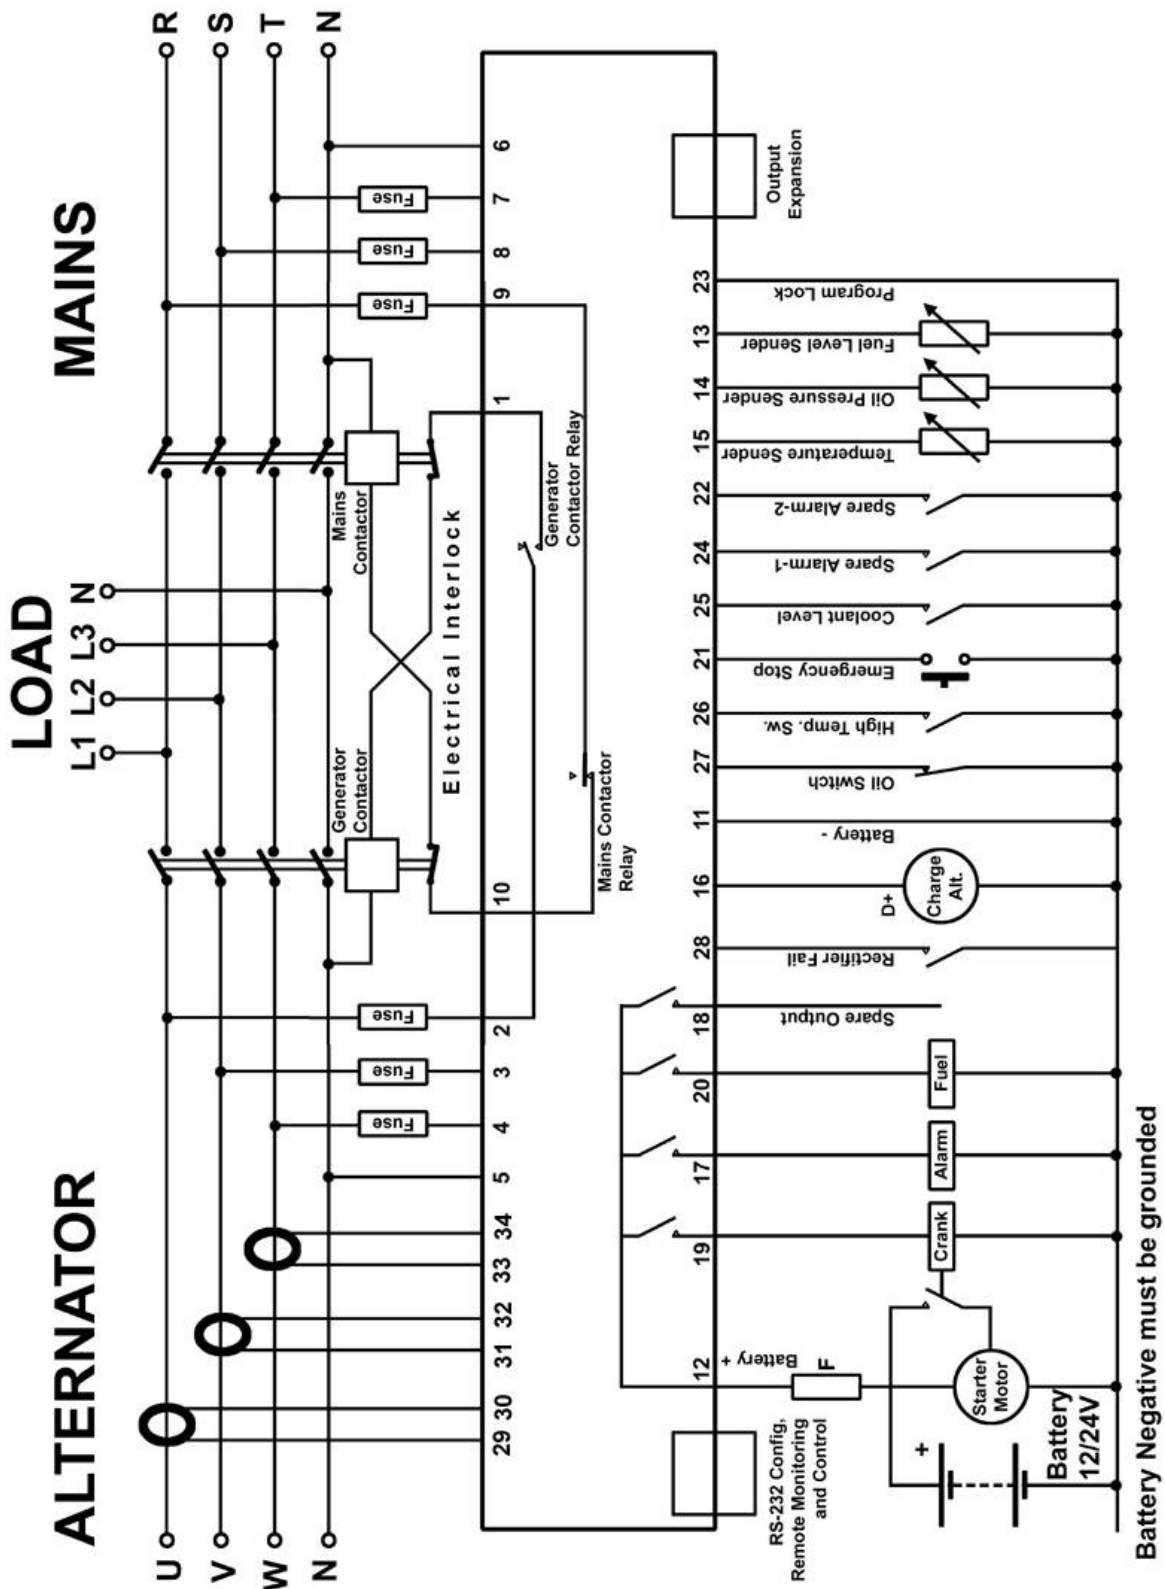 ALTERNATOR
LOAD
MAINS
U
V
W
N
L1
L2
L3
N
R
S
T
N
Generator
Contactor
Mains
Contactor
Electrical Interlock
Fuse
Fuse
Fuse
Fuse
Fuse
Fuse
29
30
31
32
33
34
5
4
3
2
10
1
9
8
7
6
Mains Contactor
Relay
Generator
Contactor Relay
RS-232 Config,
Remote Monitoring
and Control
Output
Expansion
12
19
17
20
18
28
16
11
27
26
21
25
24
22
15
14
13
23
Battery +
Spare Output
Rectifier Fail
Battery -
Oil Switch
High Temp. Sw.
Emergency Stop
Coolant Level
Spare Alarm-1
Spare Alarm-2
Temperature Sender
Oil Pressure Sender
Fuel Level Sender
Program Lock
F
D+
Charge
Alt.
Crank
Alarm
Fuel
Starter
Motor
+
Battery
12/24V
Battery Negative must be grounded